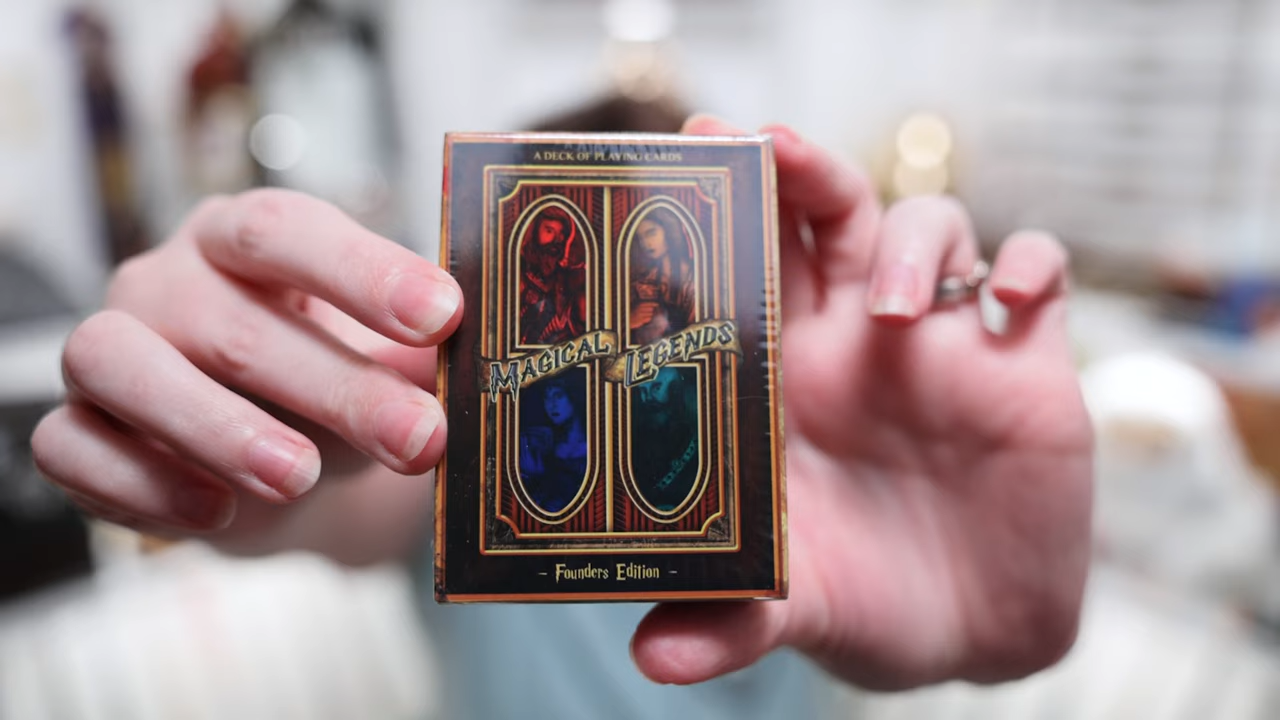 A DECK OF PLAYING CARDS
MAGICAL LEGENDS
- Founders Edition -